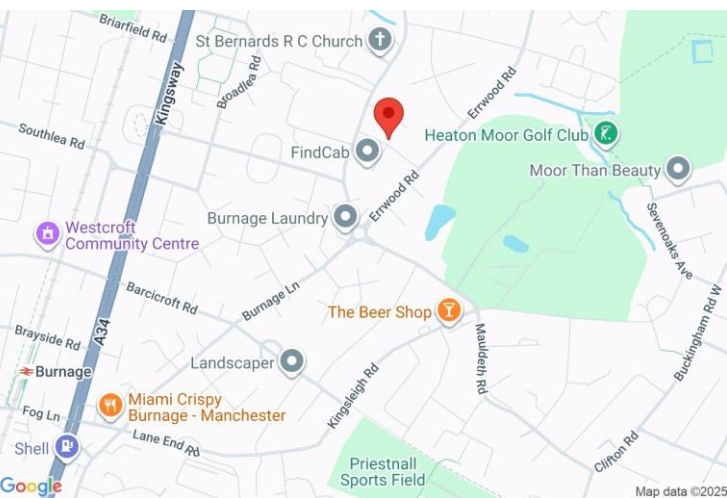 Briarfield Rd
St Bernards R C Church
Kingsway
Broadlea Rd
Errwood Rd
Southlea Rd
FindCab
Heaton Moor Golf Club
Moor Than Beauty
Burnage Laundry
Errwood Rd
Westcroft
Community Centre
Sevenoaks Ave
Barcicroft Rd
Burnage Ln
The Beer Shop
A34
Brayside Rd
Mauldeth Rd
Buckingham Rd W
Landscaper
Burnage
Kingsleigh Rd
Miami Crispy
Burnage - Manchester
Fog Ln
Lane End Rd
Shell
Clifton Rd
Priestnall
Sports Field
Google
Map data ©2025